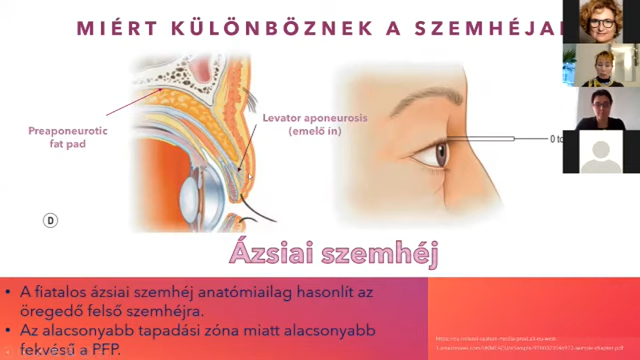 MIÉRT KÜLÖNBÖZNEK A SZEMHÉJA
Preaponeurotic
fat pad
Levator aponeurosis
(emelő ín)
0 to
D
Ázsiai szemhéj
• A fiatalos ázsiai szemhéj anatómiailag hasonlít az
öregedő felső szemhéjra.
• Az alacsonyabb tapadási zóna miatt alacsonyabb
fekvésű a PFP.